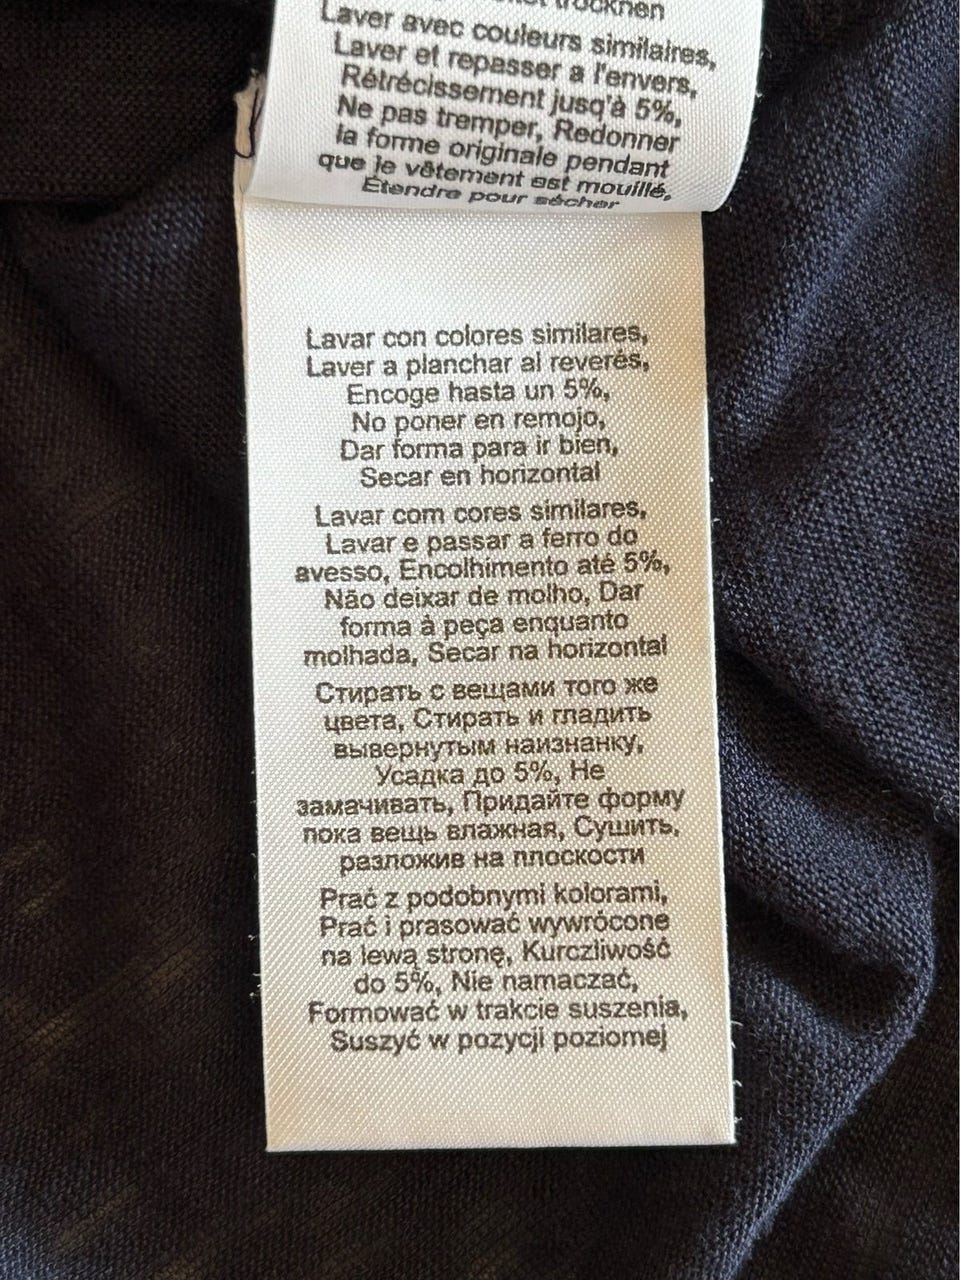 trocknen
Laver avec couleurs similaires,
Laver et repasser a l'envers,
Rétrécissement jusq'à 5%,
Ne pas tremper, Redonner
la forme originale pendant
que le vêtement est mouillé,
Étendre pour sécher
Lavar con colores similares,
Laver a planchar al reverés,
Encoge hasta un 5%,
No poner en remojo,
Dar forma para ir bien,
Secar en horizontal
Lavar com cores similares,
Lavar e passar a ferro do
avesso, Encolhimento até 5%,
Não deixar de molho, Dar
forma à peça enquanto
molhada, Secar na horizontal
Стирать с вещами того же
цвета, Стирать и гладить
вывернутым наизнанку,
Усадка до 5%, Не
замачивать, Придайте форму
пока вещь влажная, Сушить,
разложив на плоскости
Prać z podobnymi kolorami,
Prać i prasować wywrócone
na lewą stronę, Kurczliwość
do 5%, Nie namaczać,
Formować w trakcie suszenia,
Suszyć w pozycji poziomej